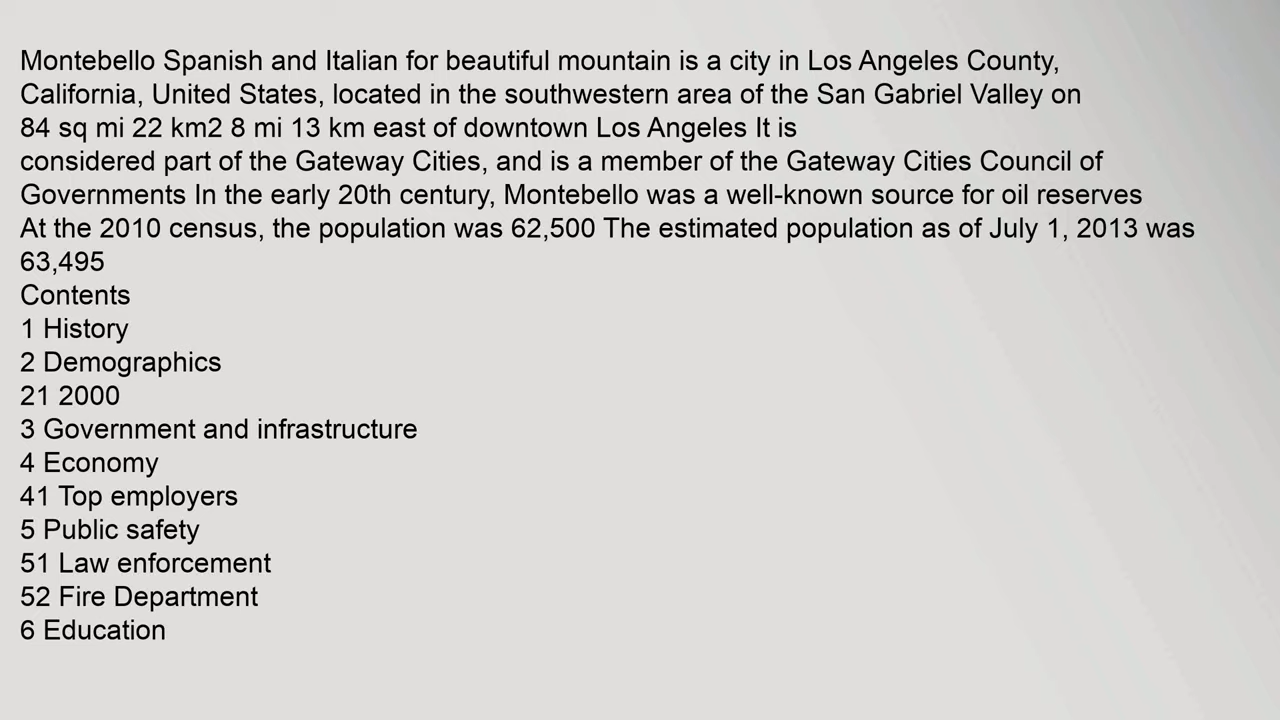 Montebello Spanish and Italian for beautiful mountain is a city in Los Angeles County,
California, United States, located in the southwestern area of the San Gabriel Valley on
84 sq mi 22 km2 8 mi 13 km east of downtown Los Angeles It is
considered part of the Gateway Cities, and is a member of the Gateway Cities Council of
Governments In the early 20th century, Montebello was a well-known source for oil reserves
At the 2010 census, the population was 62,500 The estimated population as of July 1, 2013 was
63,495
Contents
1 History
2 Demographics
21 2000
3 Government and infrastructure
4 Economy
41 Top employers
5 Public safety
51 Law enforcement
52 Fire Department
6 Education